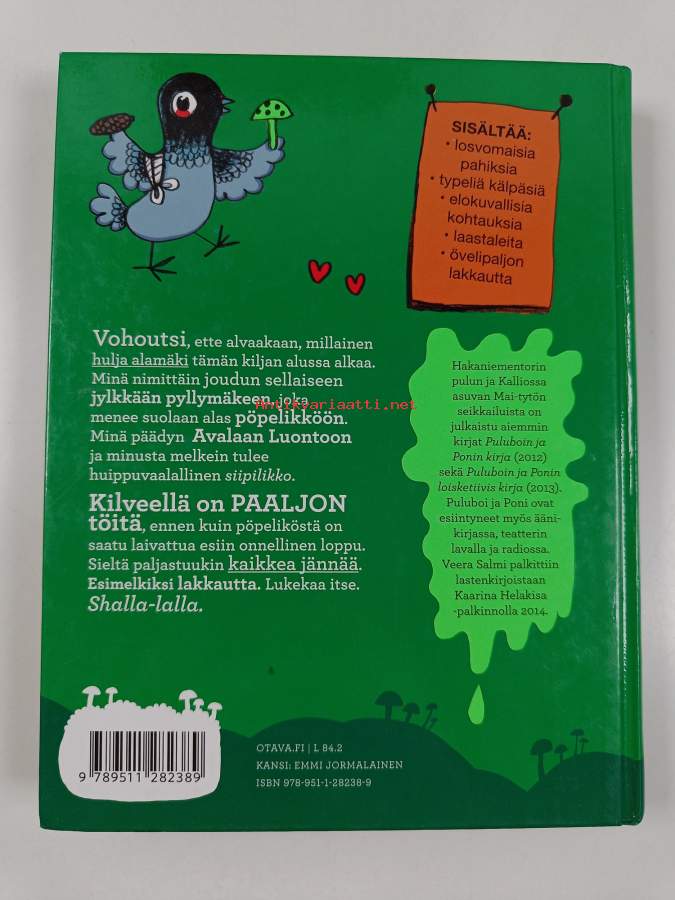 SISÄLTÄÄ:
• losvomaisia
pahiksia
• typeliä kälpäsiä
• elokuvallisia
kohtauksia
• laastaleita
• övelipaljon
lakkautta
Vohoutsi, ette alvaakaan, millainen
hulja alamäki tämän kiljan alussa alkaa.
Minä nimittäin joudun sellaiseen
jylkkään pyllymäkeen, joka
menee suolaan alas pöpelikköön.
Minä päädyn Avalaan Luontoon
ja minusta melkein tulee
huippuvaalallinen siipilikko.
Kilveellä on PAALJON
töitä, ennen kuin pöpeliköstä on
saatu laivattua esiin onnellinen loppu.
Sieltä paljastuukin kaikkea jännää.
Esimelkiksi lakkautta. Lukekaa itse.
Shalla-lalla.
Antikvariaatti.net
Hakaniementorin
pulun ja Kalliossa
asuvan Mai-tytön
seikkailuista on
julkaistu aiemmin
kirjat Puluboin ja
Ponin kirja (2012)
sekä Puluboin ja Ponin
loisketiivis kirja (2013).
Puluboi ja Poni ovat
esiintyneet myös ääni-
kirjassa, teatterin
lavalla ja radiossa.
Veera Salmi palkittiin
lastenkirjoistaan
Kaarina Helakisa
-palkinnolla 2014.
9 789511 282389
OTAVA.FI | L 84.2
KANSI: EMMI JORMALAINEN
ISBN 978-951-1-28238-9